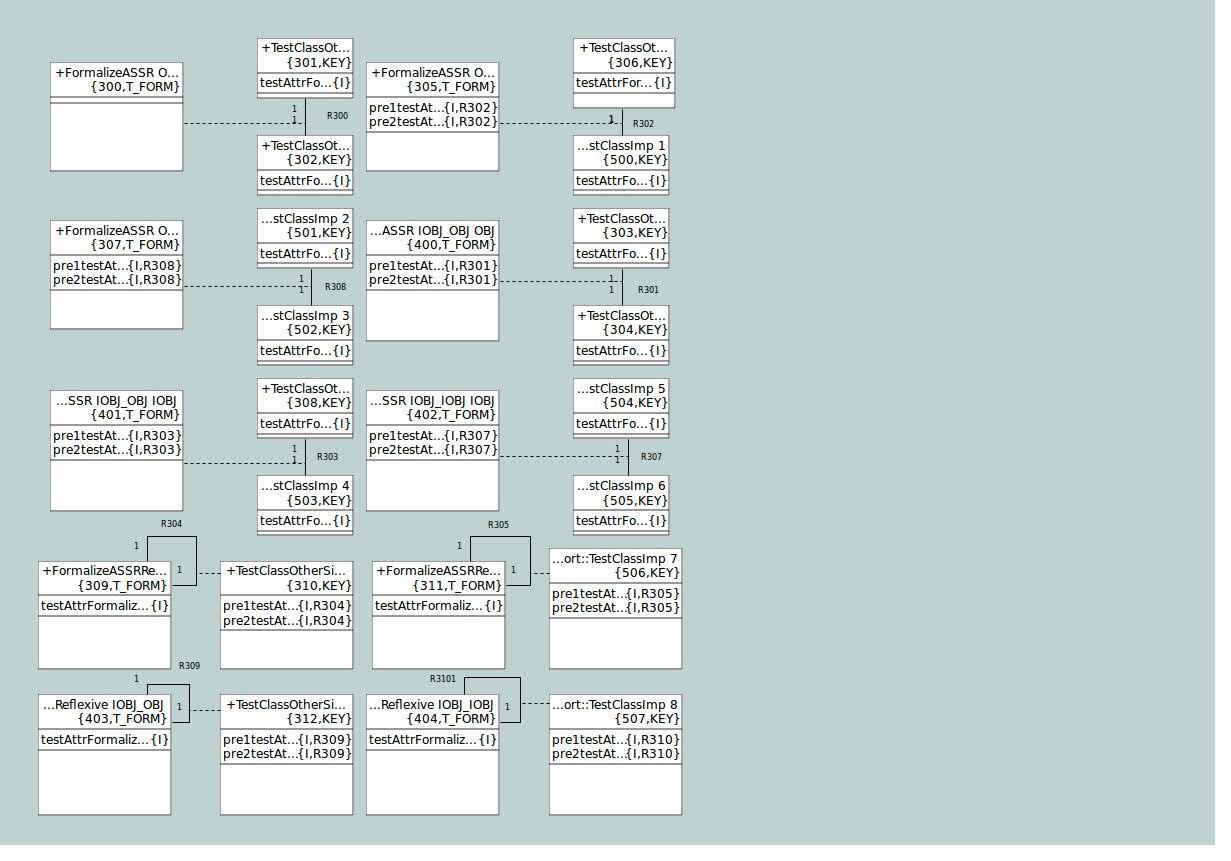 +FormalizeASSR O...
{300,T_FORM}
+TestClassOt...
{301,KEY}
testAttrFo...{I}
1
1
R300
+TestClassOt...
{302,KEY}
testAttrFo...{I}
+FormalizeASSR O...
{305,T_FORM}
pre1testAt...{I,R302}
pre2testAt...{I,R302}
+TestClassOt...
{306,KEY}
testAttrFor...{I}
1
R302
...stClassImp 1
{500,KEY}
testAttrFo...{I}
+FormalizeASSR O...
{307,T_FORM}
pre1testAt...{I,R308}
pre2testAt...{I,R308}
...stClassImp 2
{501,KEY}
testAttrFo...{I}
1
1
R308
...stClassImp 3
{502,KEY}
testAttrFo...{I}
...ASSR IOBJ_OBJ OBJ
{400,T_FORM}
pre1testAt...{I,R301}
pre2testAt...{I,R301}
+TestClassOt...
{303,KEY}
testAttrFo...{I}
1
1
R301
+TestClassOt...
{304,KEY}
testAttrFo...{I}
...SSR IOBJ_OBJ IOBJ
{401,T_FORM}
pre1testAt...{I,R303}
pre2testAt...{I,R303}
+TestClassOt...
{308,KEY}
testAttrFo...{I}
1
1
R303
...stClassImp 4
{503,KEY}
testAttrFo...{I}
...SSR IOBJ_IOBJ IOBJ
{402,T_FORM}
pre1testAt...{I,R307}
pre2testAt...{I,R307}
...stClassImp 5
{504,KEY}
testAttrFo...{I}
1
1
R307
...stClassImp 6
{505,KEY}
testAttrFo...{I}
R304
1
1
+FormalizeASSRRe...
{309,T_FORM}
testAttrFormaliz...{I}
+TestClassOtherSi...
{310,KEY}
pre1testAt...{I,R304}
pre2testAt...{I,R304}
R305
1
1
+FormalizeASSRRe...
{311,T_FORM}
testAttrFormaliz...{I}
...ort::TestClassImp 7
{506,KEY}
pre1testAt...{I,R305}
pre2testAt...{I,R305}
R309
1
1
...Reflexive IOBJ_OBJ
{403,T_FORM}
testAttrFormaliz...{I}
+TestClassOtherSi...
{312,KEY}
pre1testAt...{I,R309}
pre2testAt...{I,R309}
R3101
1
...Reflexive IOBJ_IOBJ
{404,T_FORM}
testAttrFormaliz...{I}
...ort::TestClassImp 8
{507,KEY}
pre1testAt...{I,R310}
pre2testAt...{I,R310}